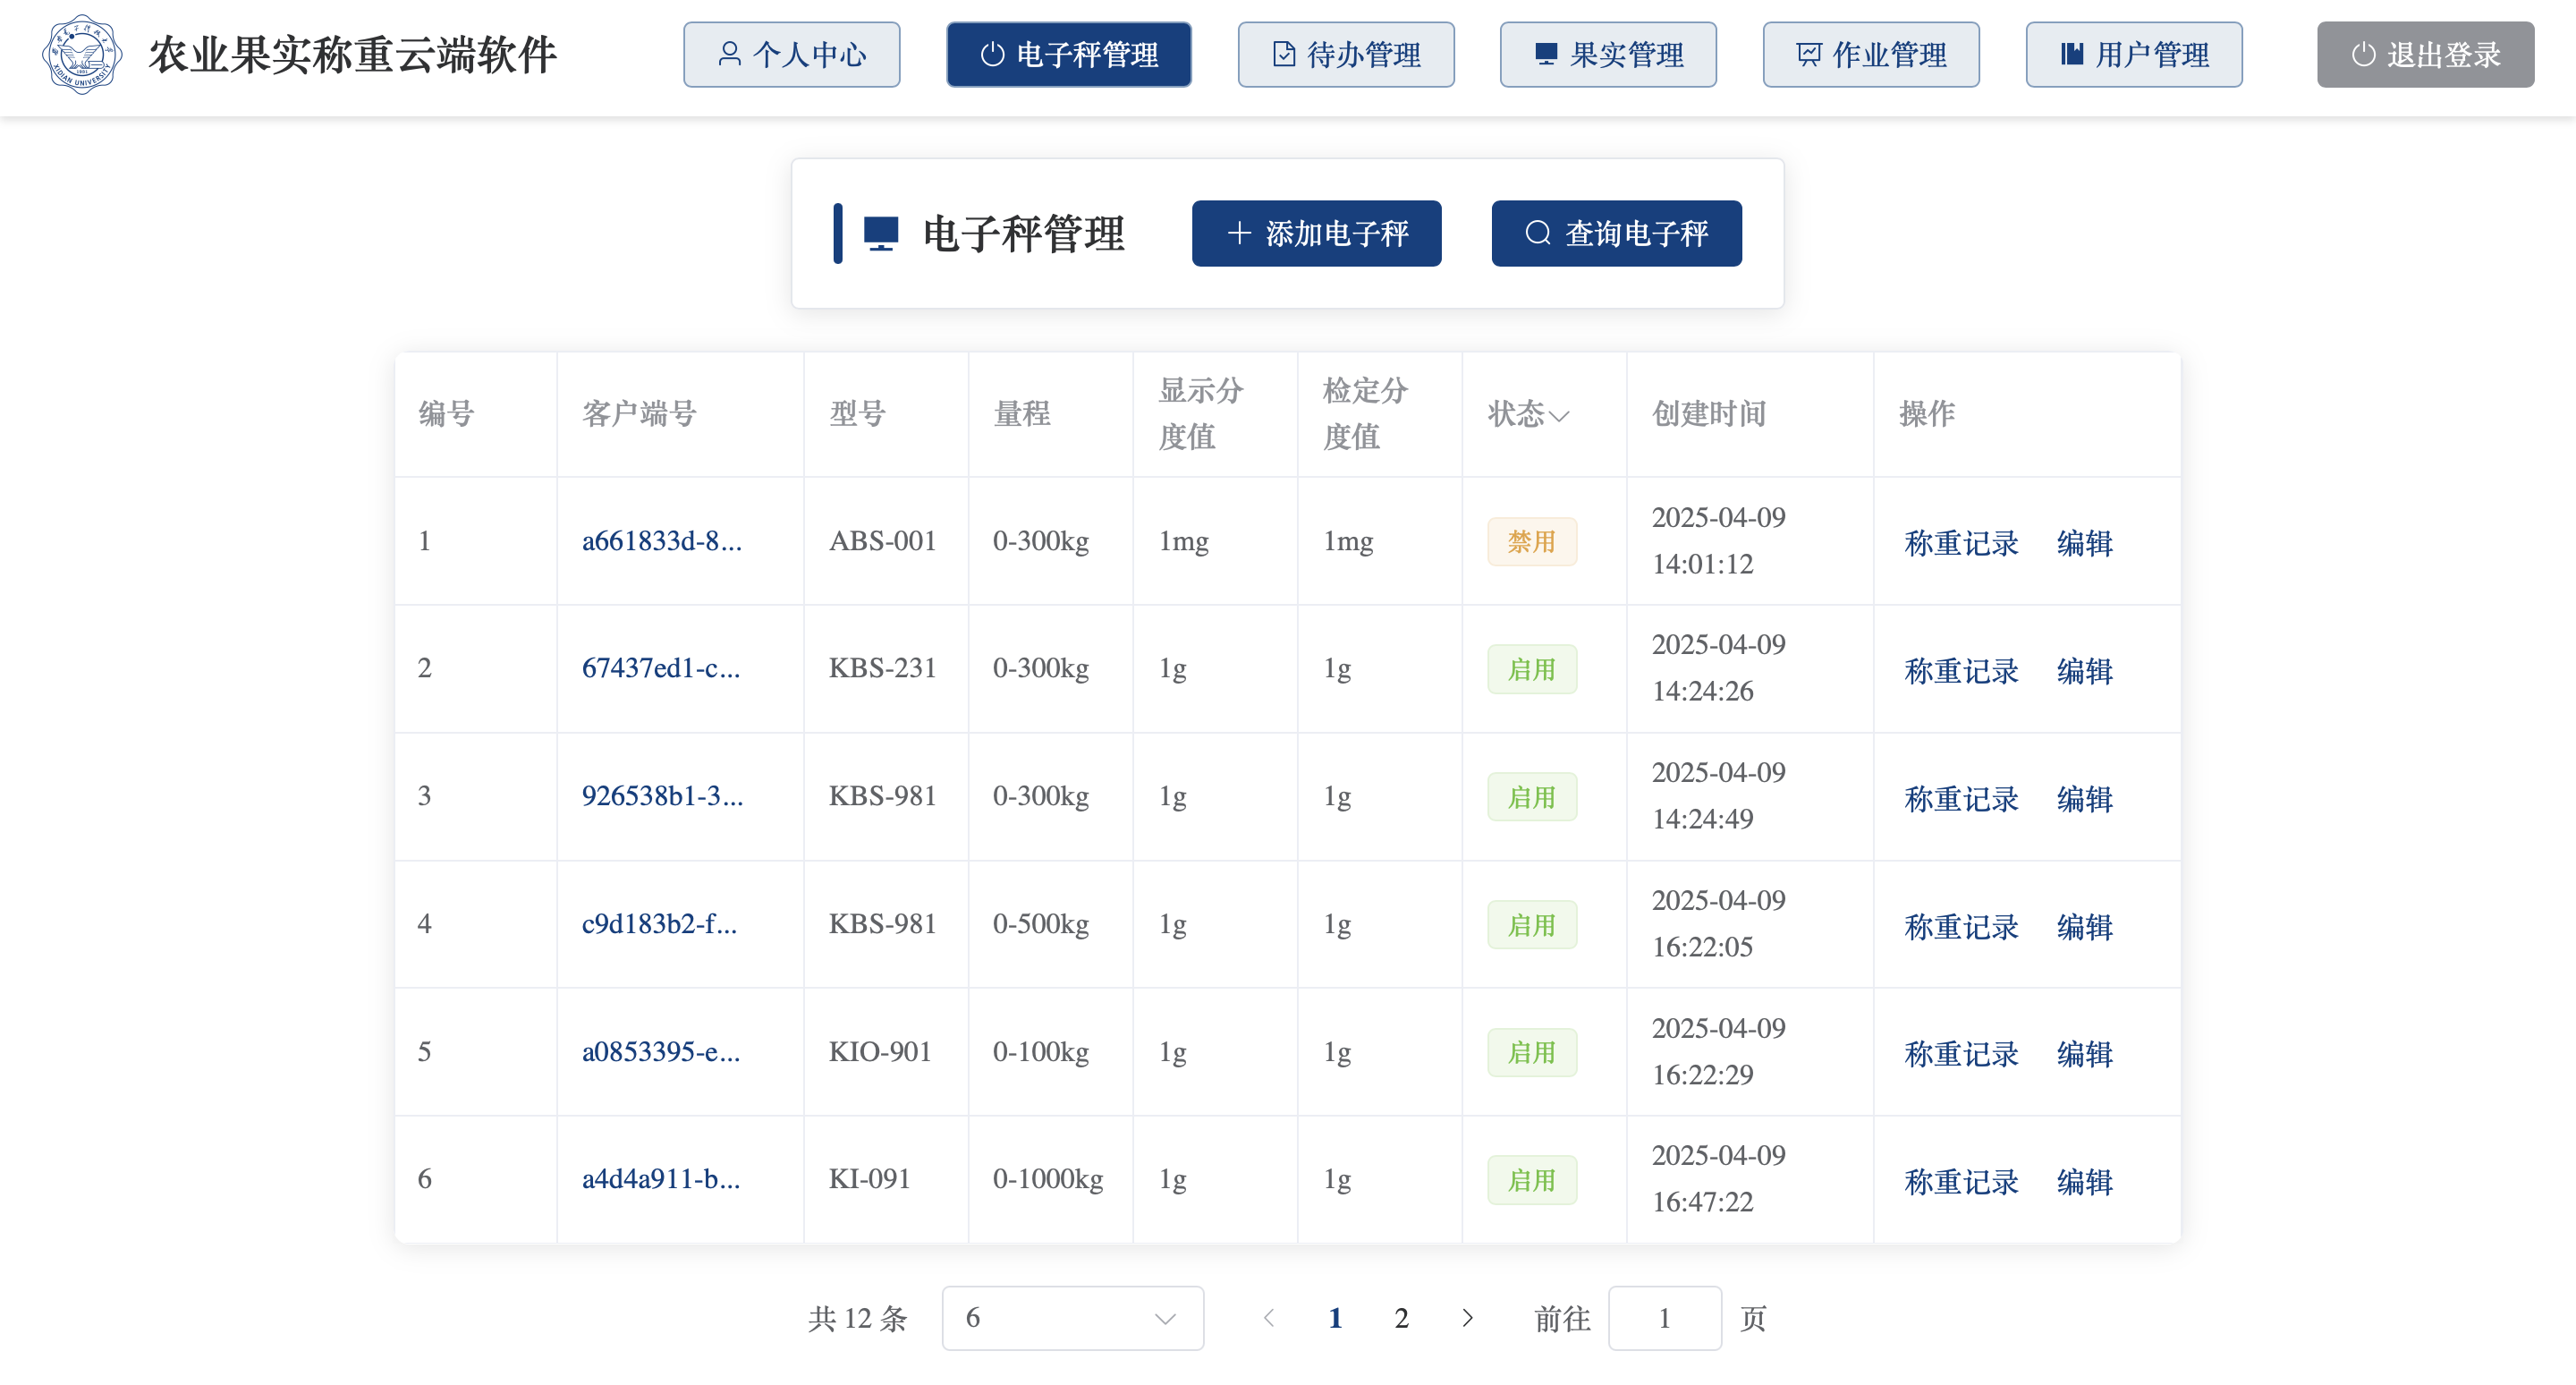 农业果实称重云端软件
个人中心
电子秤管理
待办管理
果实管理
作业管理
用户管理
退出登录
XIDIAN UNIVERSITY
电子秤管理
添加电子秤
查询电子秤
编号 客户端号 型号 量程 显示分度值 检定分度值 状态 创建时间 操作
1 a661833d-8... ABS-001 0-300kg 1mg 1mg 禁用 2025-04-09 14:01:12 称重记录 编辑
2 67437ed1-c... KBS-231 0-300kg 1g 1g 启用 2025-04-09 14:24:26 称重记录 编辑
3 926538b1-3... KBS-981 0-300kg 1g 1g 启用 2025-04-09 14:24:49 称重记录 编辑
4 c9d183b2-f... KBS-981 0-500kg 1g 1g 启用 2025-04-09 16:22:05 称重记录 编辑
5 a0853395-e... KIO-901 0-100kg 1g 1g 启用 2025-04-09 16:22:29 称重记录 编辑
6 a4d4a911-b... KI-091 0-1000kg 1g 1g 启用 2025-04-09 16:47:22 称重记录 编辑
共 12 条 6 1 2 前往 1 页